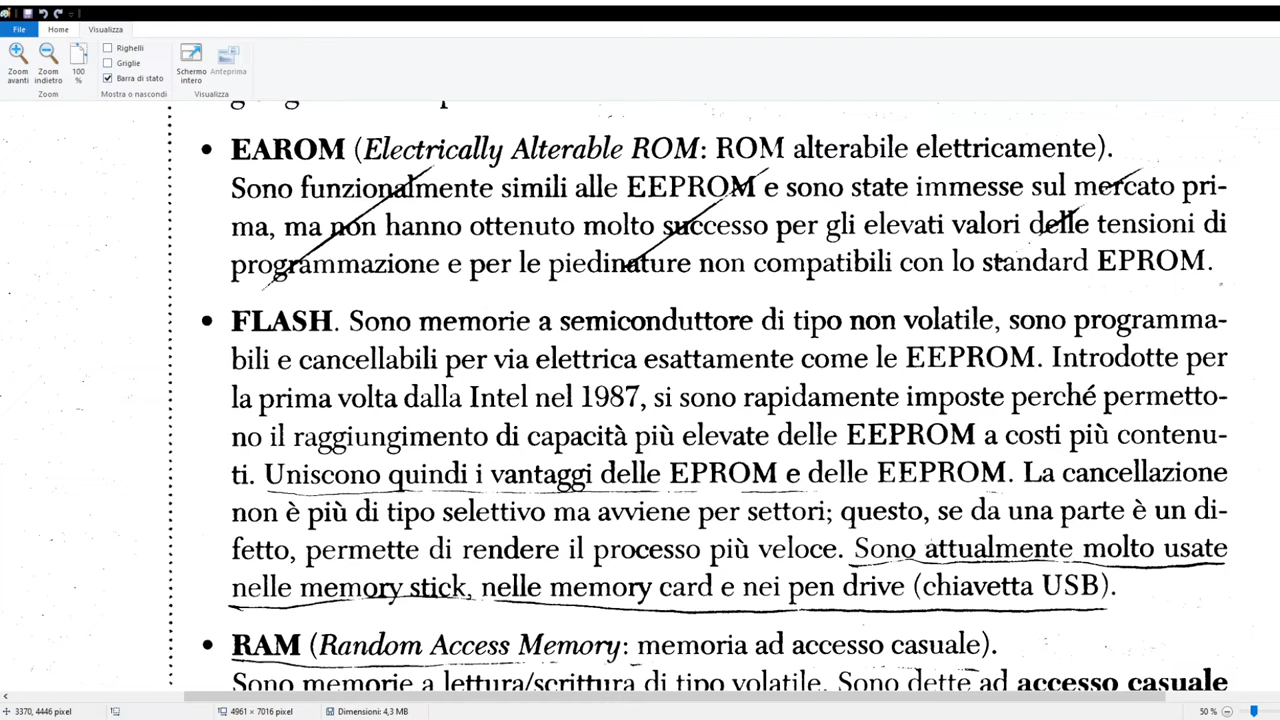 File Home Visualizza
Zoom avanti
Zoom indietro
100 %
Righelli
Griglie
Barra di stato
Schermo intero
Anteprima
Zoom
Mostra o nascondi
Visualizza
• EAROM (Electrically Alterable ROM: ROM alterabile elettricamente).
Sono funzionalmente simili alle EEPROM e sono state immesse sul mercato pri-
ma, ma non hanno ottenuto molto successo per gli elevati valori delle tensioni di
programmazione e per le piedinature non compatibili con lo standard EPROM.
• FLASH. Sono memorie a semiconduttore di tipo non volatile, sono programma-
bili e cancellabili per via elettrica esattamente come le EEPROM. Introdotte per
la prima volta dalla Intel nel 1987, si sono rapidamente imposte perché permetto-
no il raggiungimento di capacità più elevate delle EEPROM a costi più contenu-
ti. Uniscono quindi i vantaggi delle EPROM e delle EEPROM. La cancellazione
non è più di tipo selettivo ma avviene per settori; questo, se da una parte è un di-
fetto, permette di rendere il processo più veloce. Sono attualmente molto usate
nelle memory stick, nelle memory card e nei pen drive (chiavetta USB).
• RAM (Random Access Memory: memoria ad accesso casuale).
Sono memorie a lettura/scrittura di tipo volatile. Sono dette ad accesso casuale
3370, 4446 pixel
4961 × 7016 pixel
Dimensioni: 4,3 MB
50 %